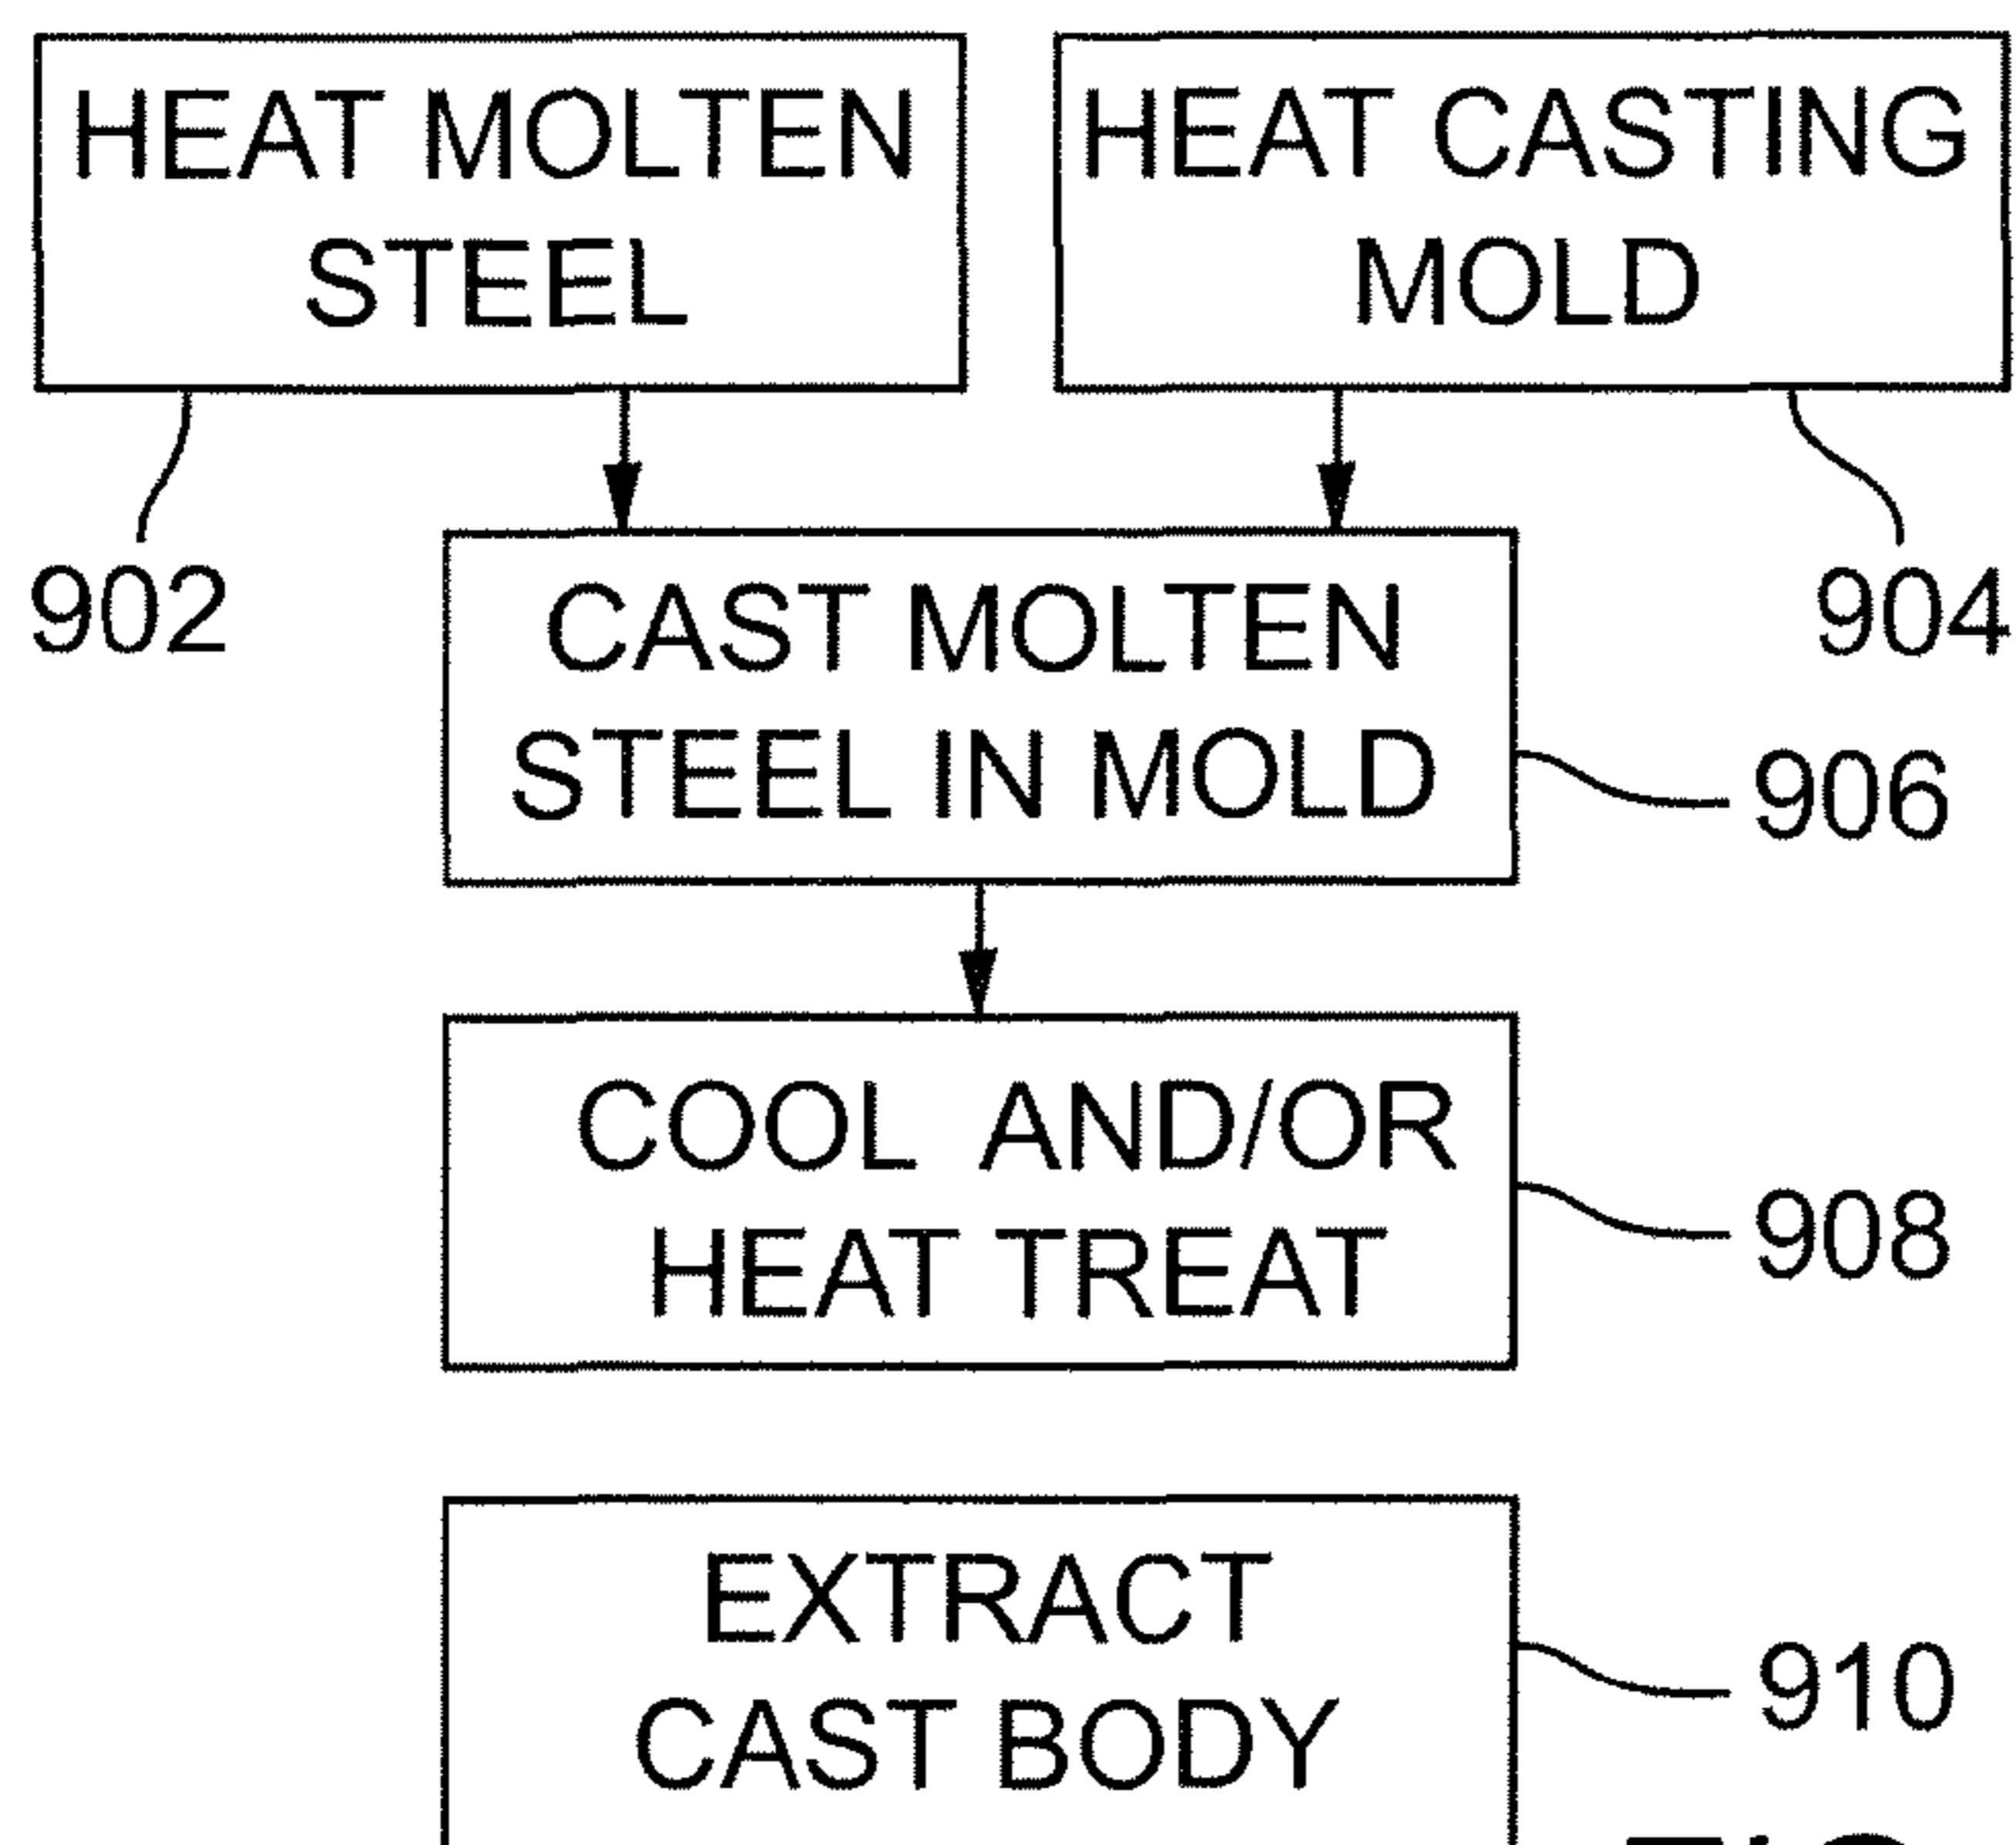 HEAT MOLTEN
STEEL
HEAT CASTING
MOLD
902
904
CAST MOLTEN
STEEL IN MOLD
906
COOL AND/OR
HEAT TREAT
908
EXTRACT
CAST BODY
910